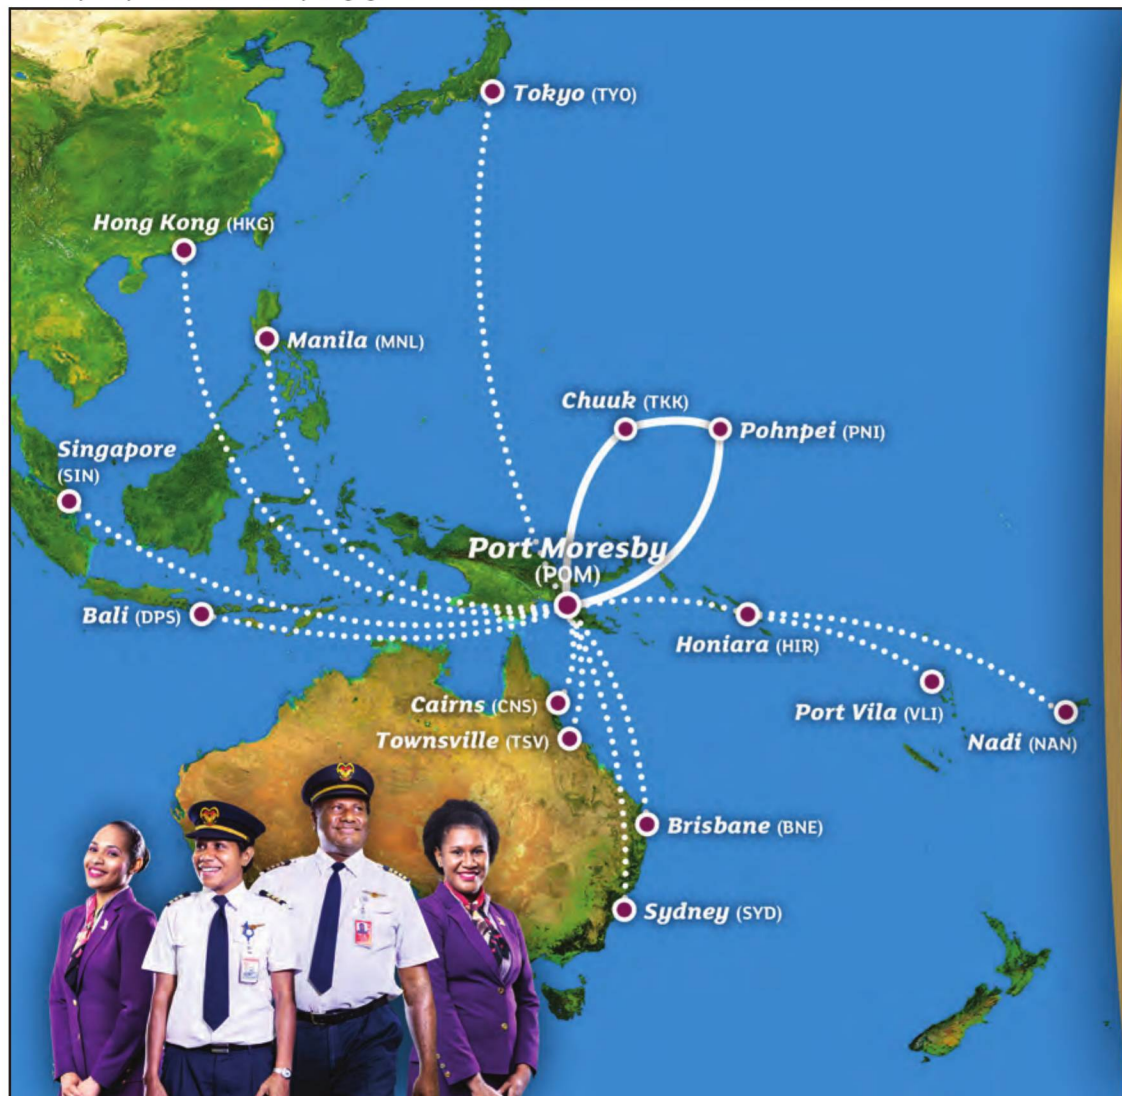 Tokyo (TYO)
Hong Kong (HKG)
Manila (MNL)
Chuuk (TKK)
Pohnpei (PNI)
Singapore
(SIN)
Port Moresby
(POM)
Bali (DPS)
Honiara (HIR)
Cairns (CNS)
Port Vila (VLI)
Townsville (TSV)
Nadi (NAN)
Brisbane (BNE)
Sydney (SYD)